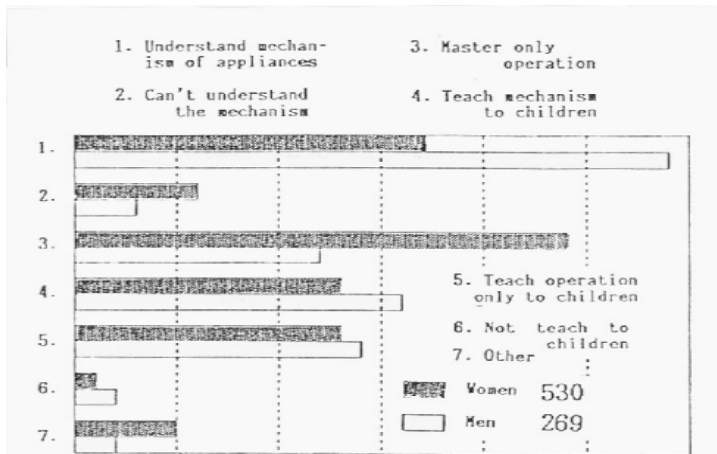 1. Understand mechan-
ism of appliances
2. Can't understand
the mechanism
3. Master only
operation
4. Teach mechanism
to children
1.
2.
3.
4.
5.
6.
7.
5. Teach operation
only to children
6. Not teach to
children
7. Other
Women 530
Men 269